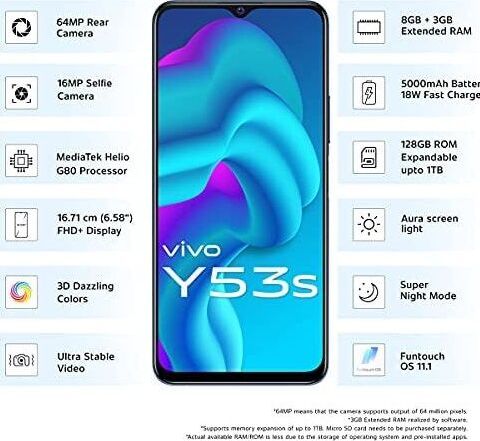 64MP Rear
Camera
16MP Selfie
Camera
MediaTek Helio
G80 Processor
16.71 cm (6.58”)
FHD+ Display
3D Dazzling
Colors
Ultra Stable
Video
vivo
Y53s
8GB + 3GB
Extended RAM
5000mAh Batter
18W Fast Charge
128GB ROM
Expandable
upto 1TB
Aura screen
light
Super
Night Mode
Funtouch
OS 11.1
*64MP means that the camera supports output of 64 million pixels.
*3GB Extended RAM realized by software.
*Supports memory expansion of up to 1TB. Micro SD card needs to be purchased separately.
*Actual available RAM/ROM is less due to the storage of operating system and pre-installed apps.